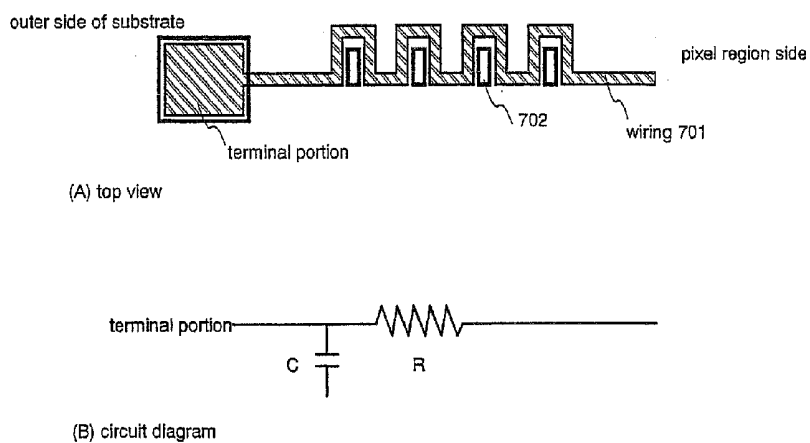 outer side of substrate
pixel region side
702
wiring 701
terminal portion
(A) top view
terminal portion
C
R
(B) circuit diagram